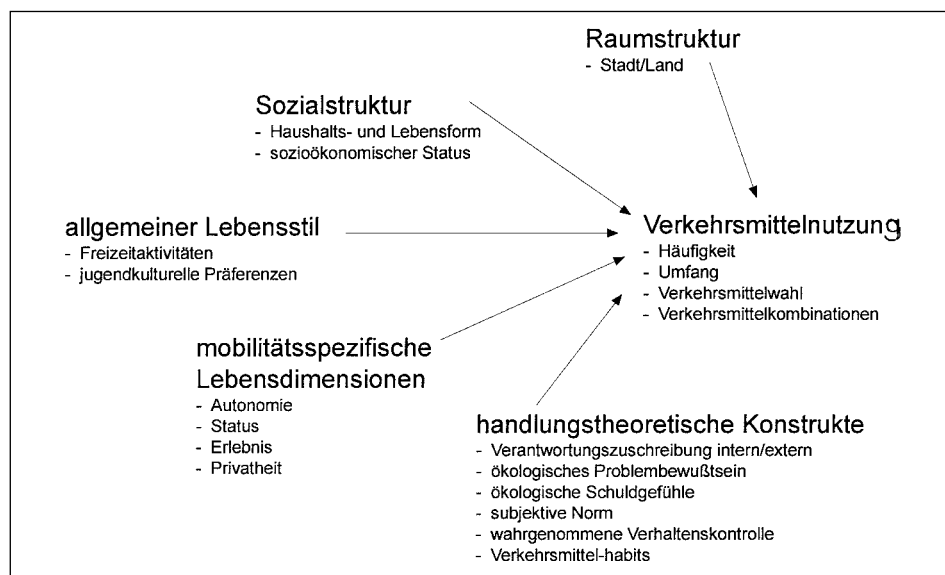 Raumstruktur
- Stadt/Land
Sozialstruktur
- Haushalts- und Lebensform
- sozioökonomischer Status
allgemeiner Lebensstil
- Freizeitaktivitäten
- jugendkulturelle Präferenzen
Verkehrsmittelnutzung
- Häufigkeit
- Umfang
- Verkehrsmittelwahl
- Verkehrsmittelkombinationen
mobilitätsspezifische
Lebensdimensionen
- Autonomie
- Status
- Erlebnis
- Privatheit
handlungstheoretische Konstrukte
- Verantwortungszuschreibung intern/extern
- ökologisches Problembewußtsein
- ökologische Schuldgefühle
- subjektive Norm
- wahrgenommene Verhaltenskontrolle
- Verkehrsmittel-habits